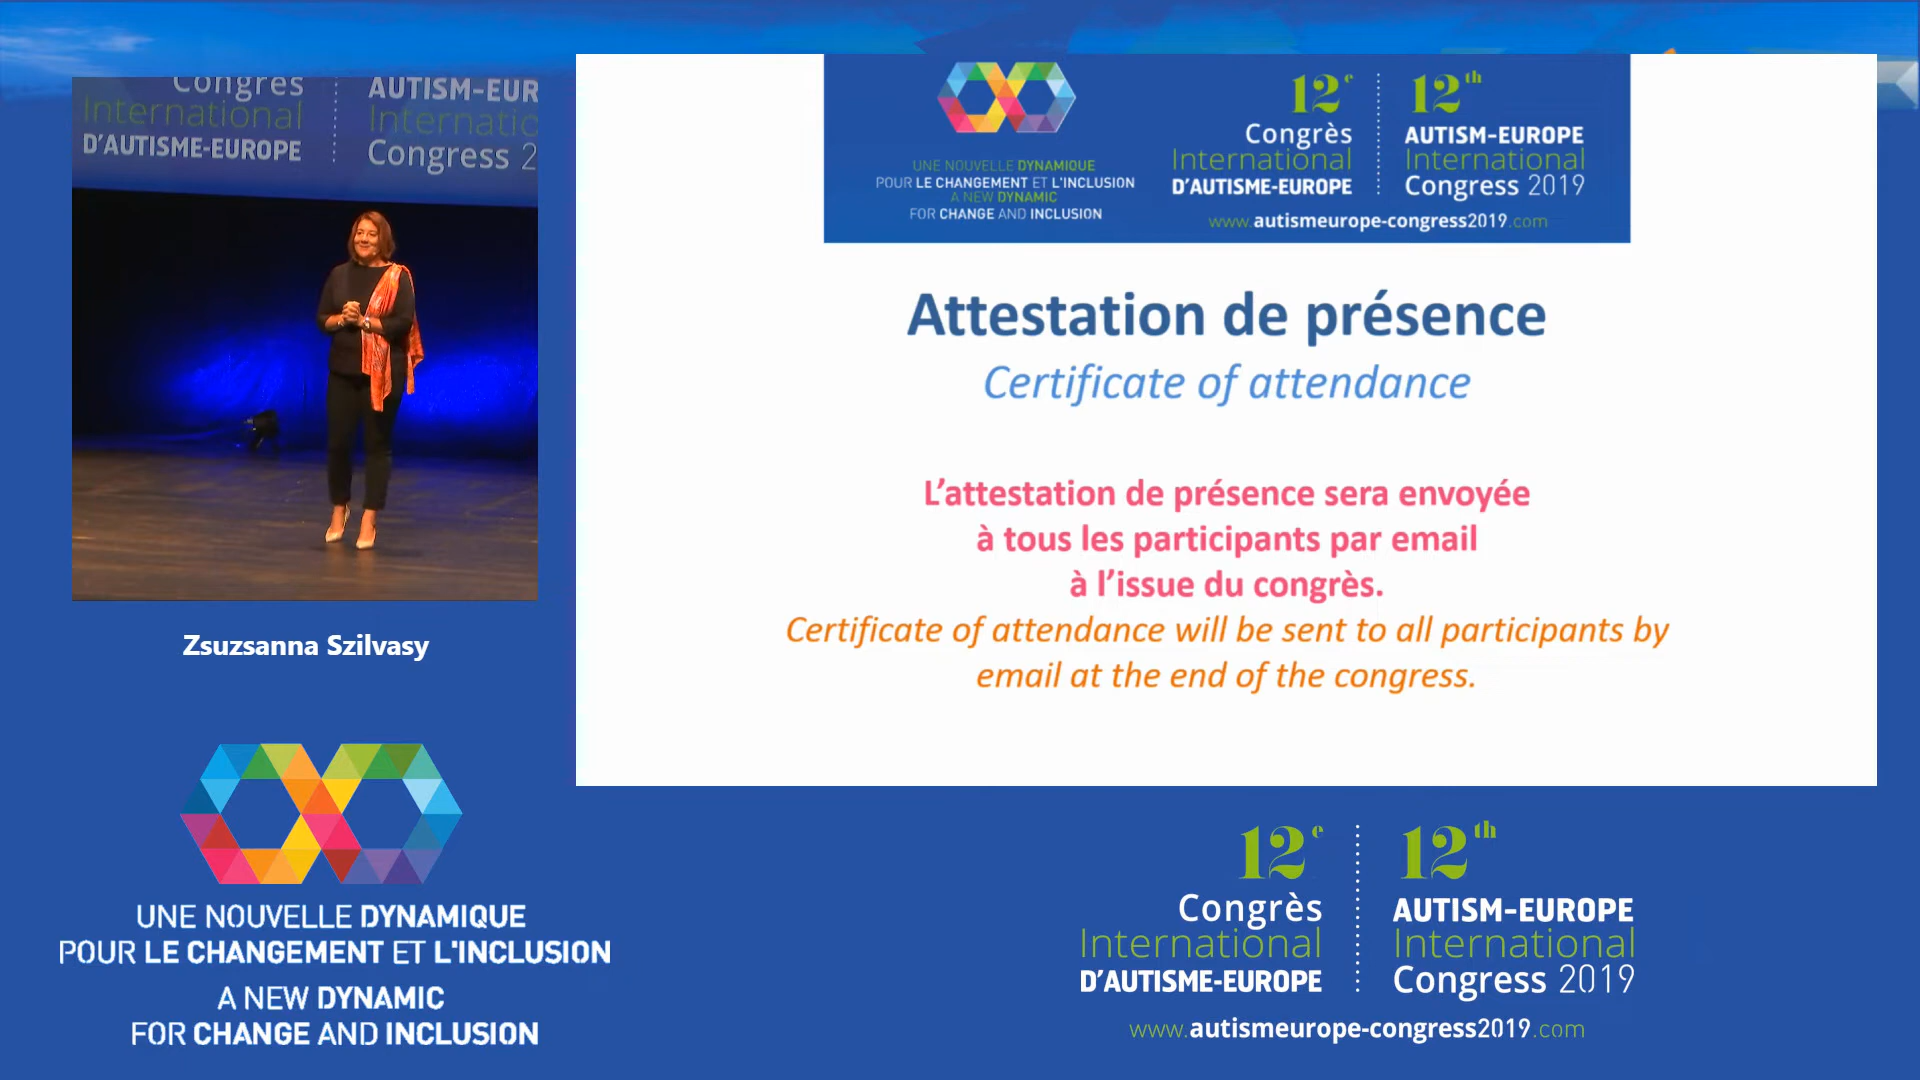 Congrès
International
D'AUTISME-EUROPE
AUTISM-EUR
Internatio
Congress 2
Zsuzsanna Szilvasy
UNE NOUVELLE DYNAMIQUE
POUR LE CHANGEMENT ET L'INCLUSION
A NEW DYNAMIC
FOR CHANGE AND INCLUSION
UNE NOUVELLE DYNAMIQUE
POUR LE CHANGEMENT ET L'INCLUSION
A NEW DYNAMIC
FOR CHANGE AND INCLUSION
12e
Congrès
International
D'AUTISME-EUROPE
12th
AUTISM-EUROPE
International
Congress 2019
www.autismeurope-congress2019.com
Attestation de présence
Certificate of attendance
L'attestation de présence sera envoyée
à tous les participants par email
à l'issue du congrès.
Certificate of attendance will be sent to all participants by
email at the end of the congress.
12e
Congrès
International
D'AUTISME-EUROPE
12th
AUTISM-EUROPE
International
Congress 2019
www.autismeurope-congress2019.com